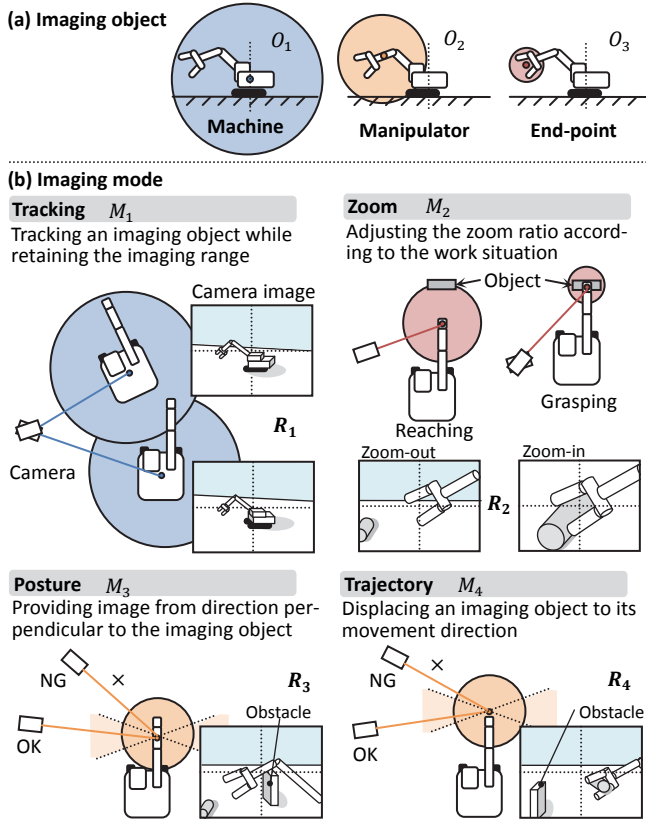 (a) Imaging object
O₁
O₂
O₃
Machine
Manipulator
End-point
(b) Imaging mode
Tracking M₁
Tracking an imaging object while
retaining the imaging range
Camera image
R₁
Camera
Zoom M₂
Adjusting the zoom ratio accord-
ing to the work situation
Object
Reaching
Grasping
Zoom-out
R₂
Zoom-in
Posture M₃
Providing image from direction per-
pendicular to the imaging object
NG ×
R₃
Obstacle
OK
Trajectory M₄
Displacing an imaging object to its
movement direction
NG ×
R₄
Obstacle
OK